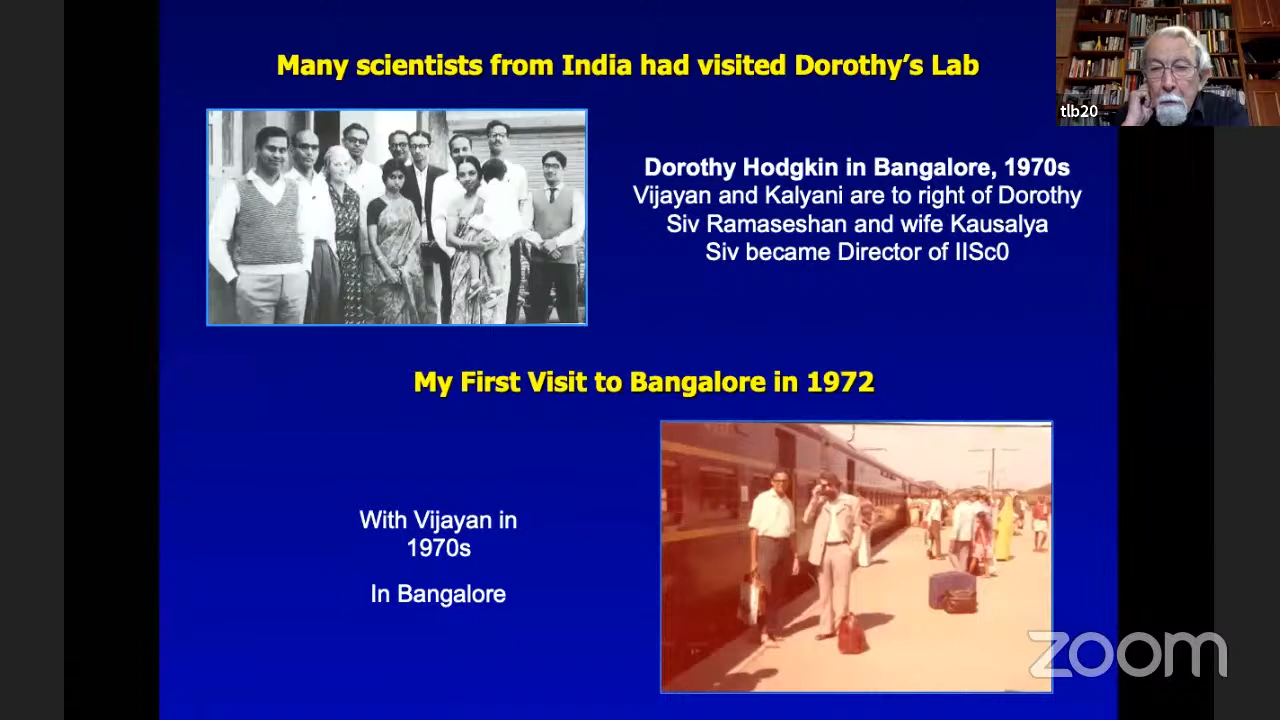 Many scientists from India had visited Dorothy's Lab
tlb20
Dorothy Hodgkin in Bangalore, 1970s
Vijayan and Kalyani are to right of Dorothy
Siv Ramaseshan and wife Kausalya
Siv became Director of IISc0
My First Visit to Bangalore in 1972
With Vijayan in
1970s
In Bangalore
zoom